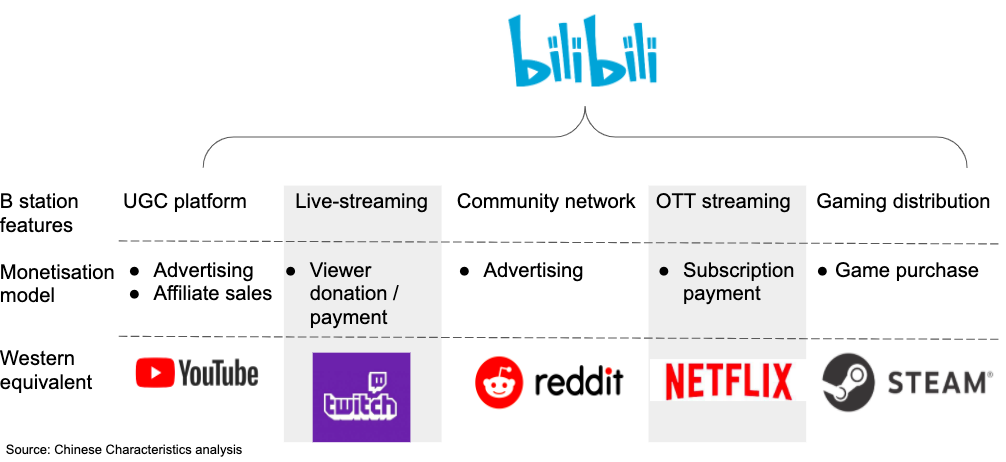 bilibili
B station
features
UGC platform
Live-streaming
Community network
OTT streaming
Gaming distribution
Monetisation
model
● Advertising
● Affiliate sales
● Viewer
donation /
payment
● Advertising
● Subscription
payment
● Game purchase
Western
equivalent
YouTube
twitch
reddit
NETFLIX
STEAM®
Source: Chinese Characteristics analysis